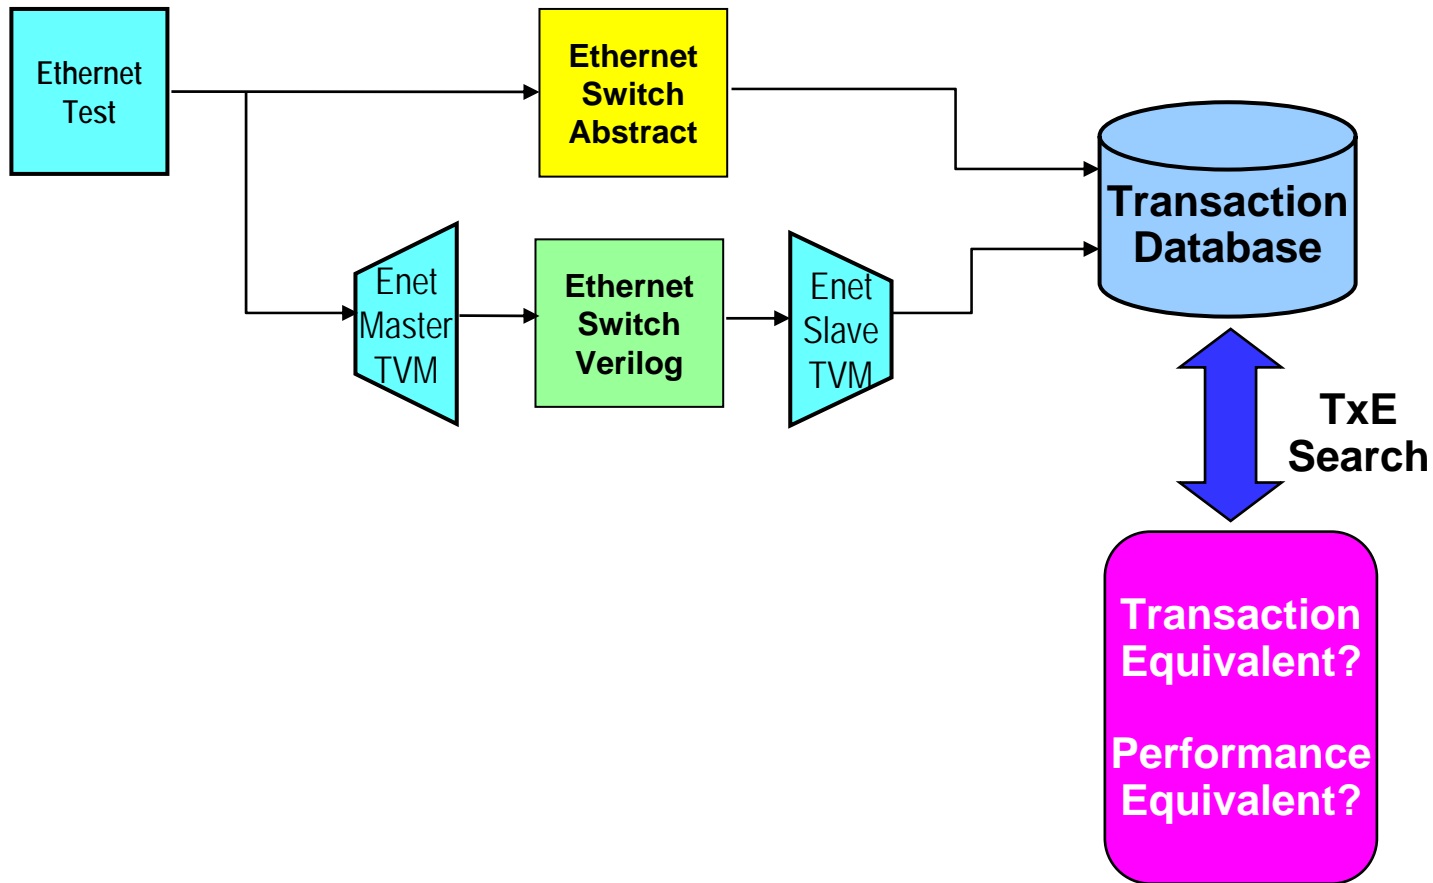 Ethernet
Test
Ethernet
Switch
Abstract
Transaction
Database
Enet
Master
TVM
Ethernet
Switch
Verilog
Enet
Slave
TVM
TxE
Search
Transaction
Equivalent?
Performance
Equivalent?